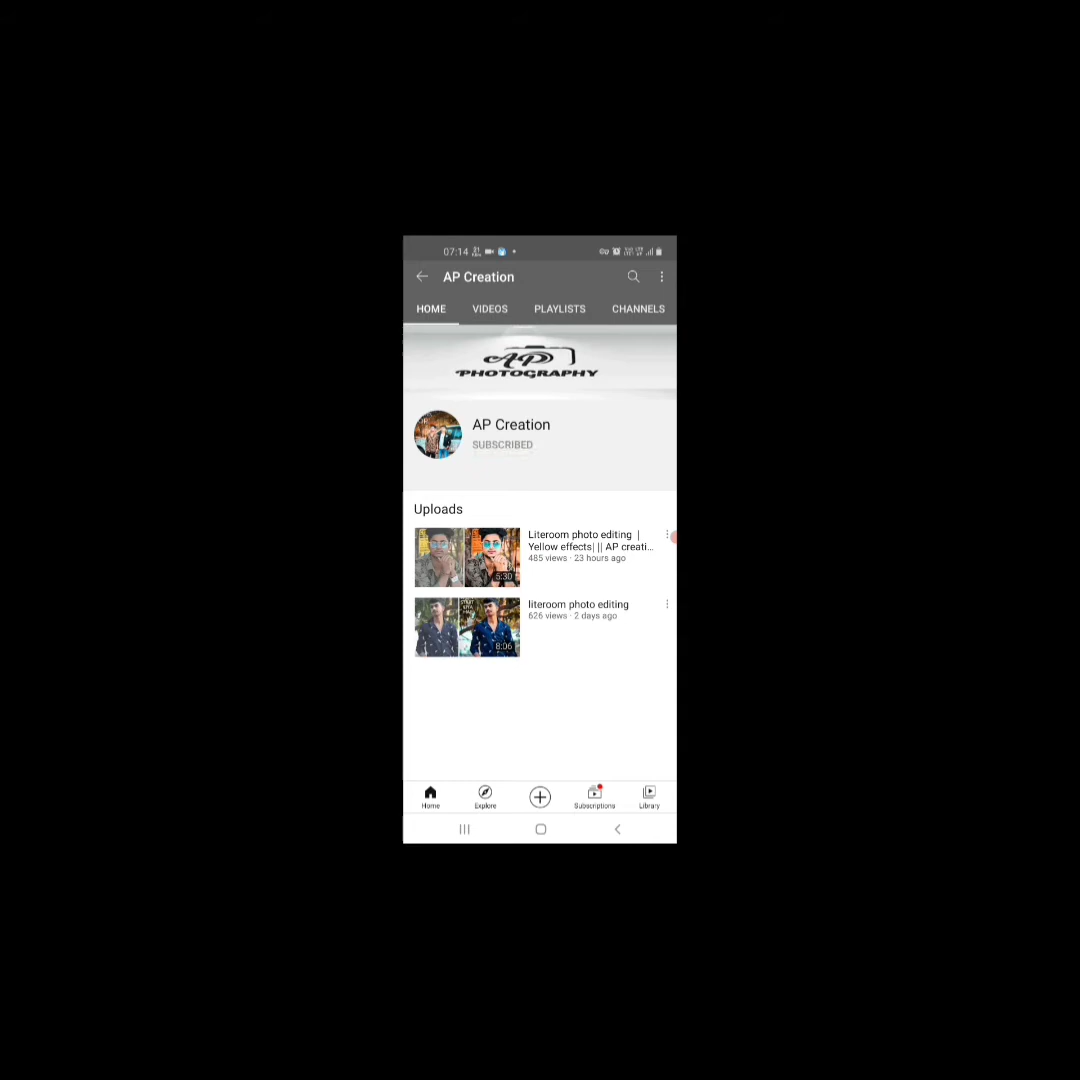 07:14
AP Creation
HOME VIDEOS PLAYLISTS CHANNELS
AP
PHOTOGRAPHY
AP Creation
SUBSCRIBED
Uploads
Literoom photo editing |
Yellow effects| || AP creati...
485 views · 23 hours ago
5:30
literoom photo editing
626 views · 2 days ago
8:06
Home Explore Subscriptions Library